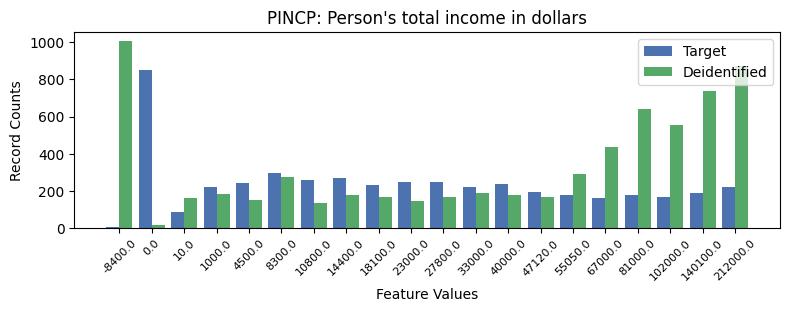 PINCP: Person's total income in dollars
Target
Deidentified
Record Counts
1000
800
600
400
200
0
-8400.0 0.0 10.0 1000.0 4500.0 8300.0 10800.0 14400.0 18100.0 23000.0 27800.0 33000.0 40000.0 47120.0 55050.0 67000.0 81000.0 102000.0 140100.0 212000.0
Feature Values